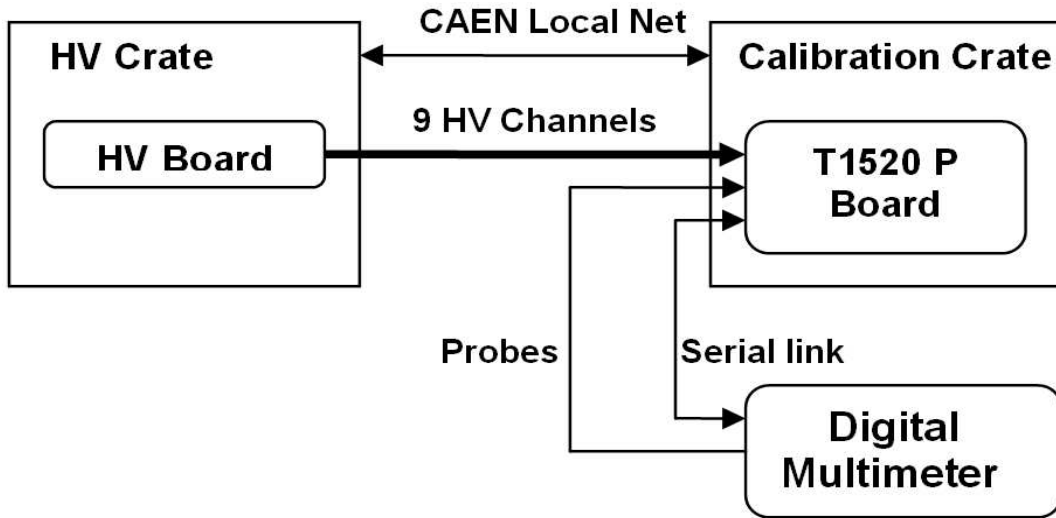 CAEN Local Net
HV Crate
Calibration Crate
9 HV Channels
HV Board
T1520 P
Board
Probes
Serial link
Digital
Multimeter